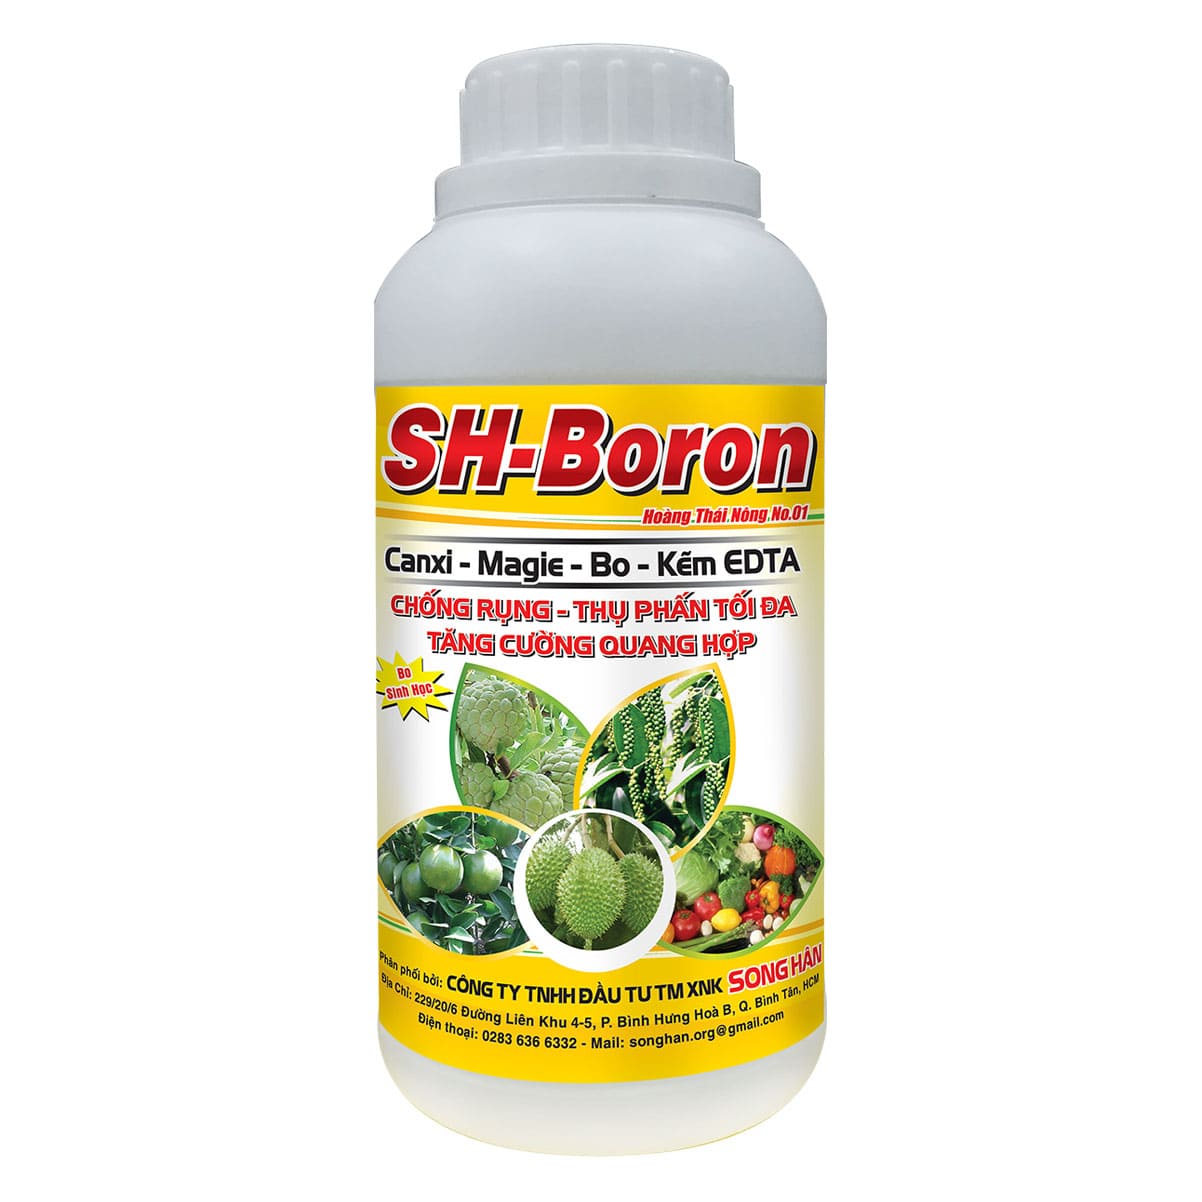 SH-Boron
Hoàng Thái Nông No.01
Canxi - Magie - Bo - Kẽm EDTA
CHỐNG RỤNG - THỤ PHẤN TỐI ĐA
TĂNG CƯỜNG QUANG HỢP
Bo
Sinh Học
Phân phối bởi: CÔNG TY TNHH ĐẦU TƯ TM XNK SONG HÂN
Địa Chỉ: 229/20/6 Đường Liên Khu 4-5, P. Bình Hưng Hoà B, Q. Bình Tân, HCM
Điện thoại: 0283 636 6332 - Mail: songhan.org@gmail.com